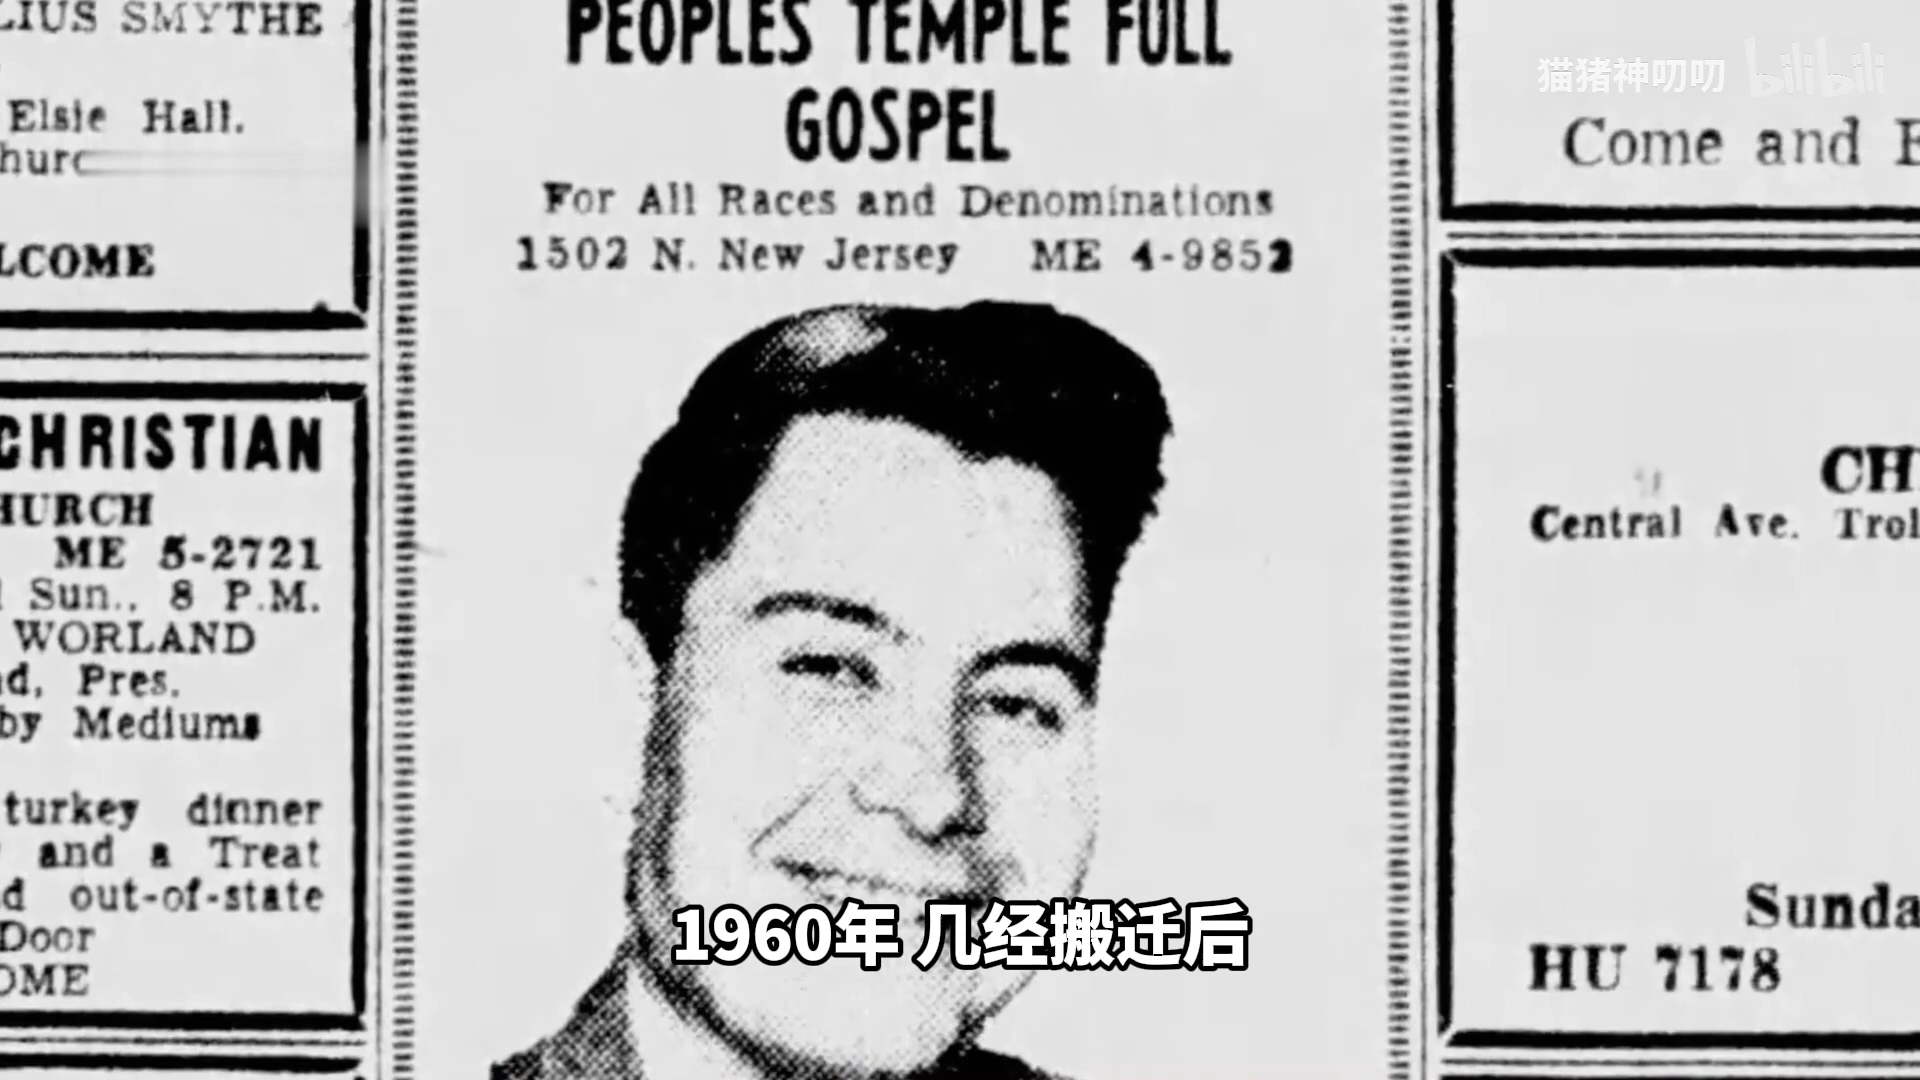 LIUS SMYTHE
Elsie Hall.
hurc
LCOME
CHRISTIAN
HURCH
ME 5-2721
Sun., 8 P.M.
WORLAND
d, Pres.
by Mediums
turkey dinner
and a Treat
d out-of-state
Door
OME
PEOPLES TEMPLE FULL
GOSPEL
For All Races and Denominations
1502 N. New Jersey ME 4-9852
猫猪神叨叨 bilibili
Come and E
CH
Central Ave. Trol
Sunda
HU 7178
1960年 几经搬迁后